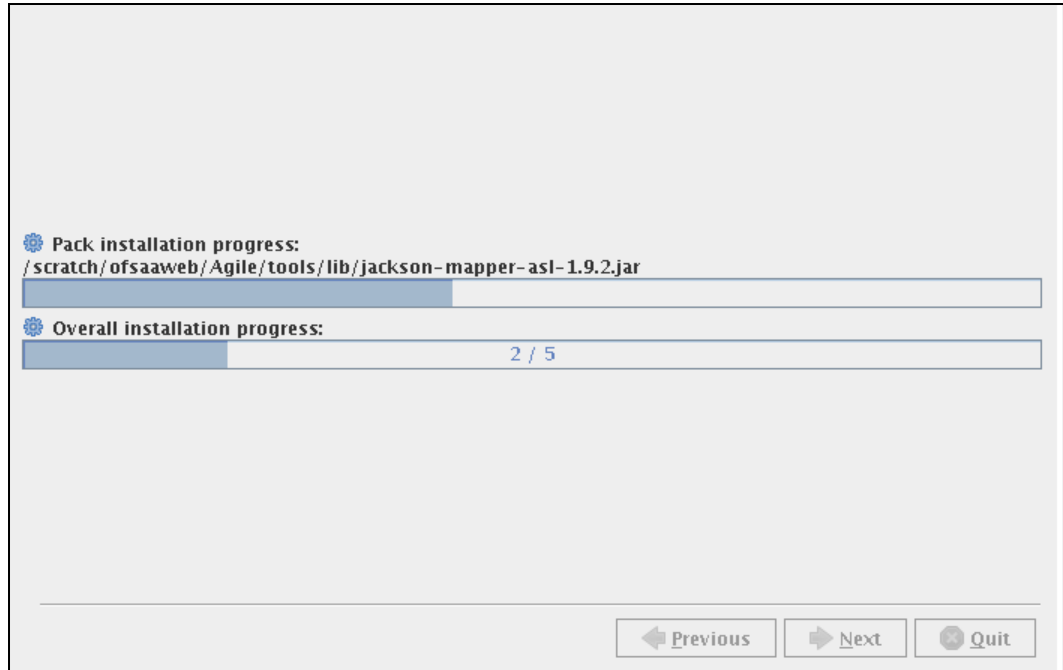 Pack installation progress:
/scratch/ofsaaweb/Agile/tools/lib/jackson-mapper-asl-1.9.2.jar
Overall installation progress:
2 / 5
Previous Next Quit